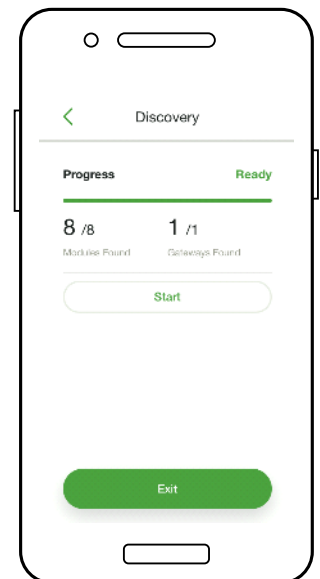 Discovery
Progress Ready
8 /8 1 /1
Modules Found Gateways Found
Start
Exit